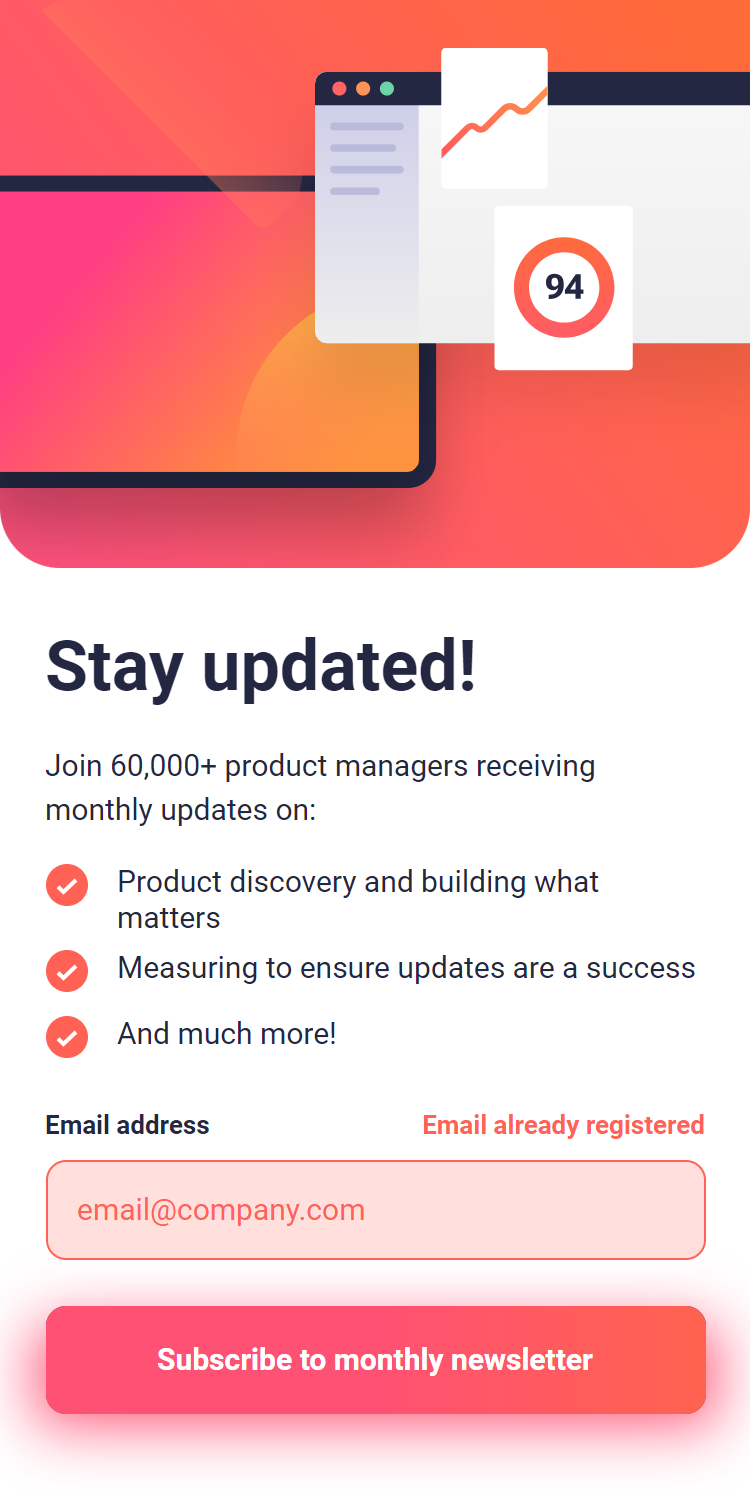 94
Stay updated!
Join 60,000+ product managers receiving
monthly updates on:
Product discovery and building what
matters
Measuring to ensure updates are a success
And much more!
Email address
Email already registered
email@company.com
Subscribe to monthly newsletter